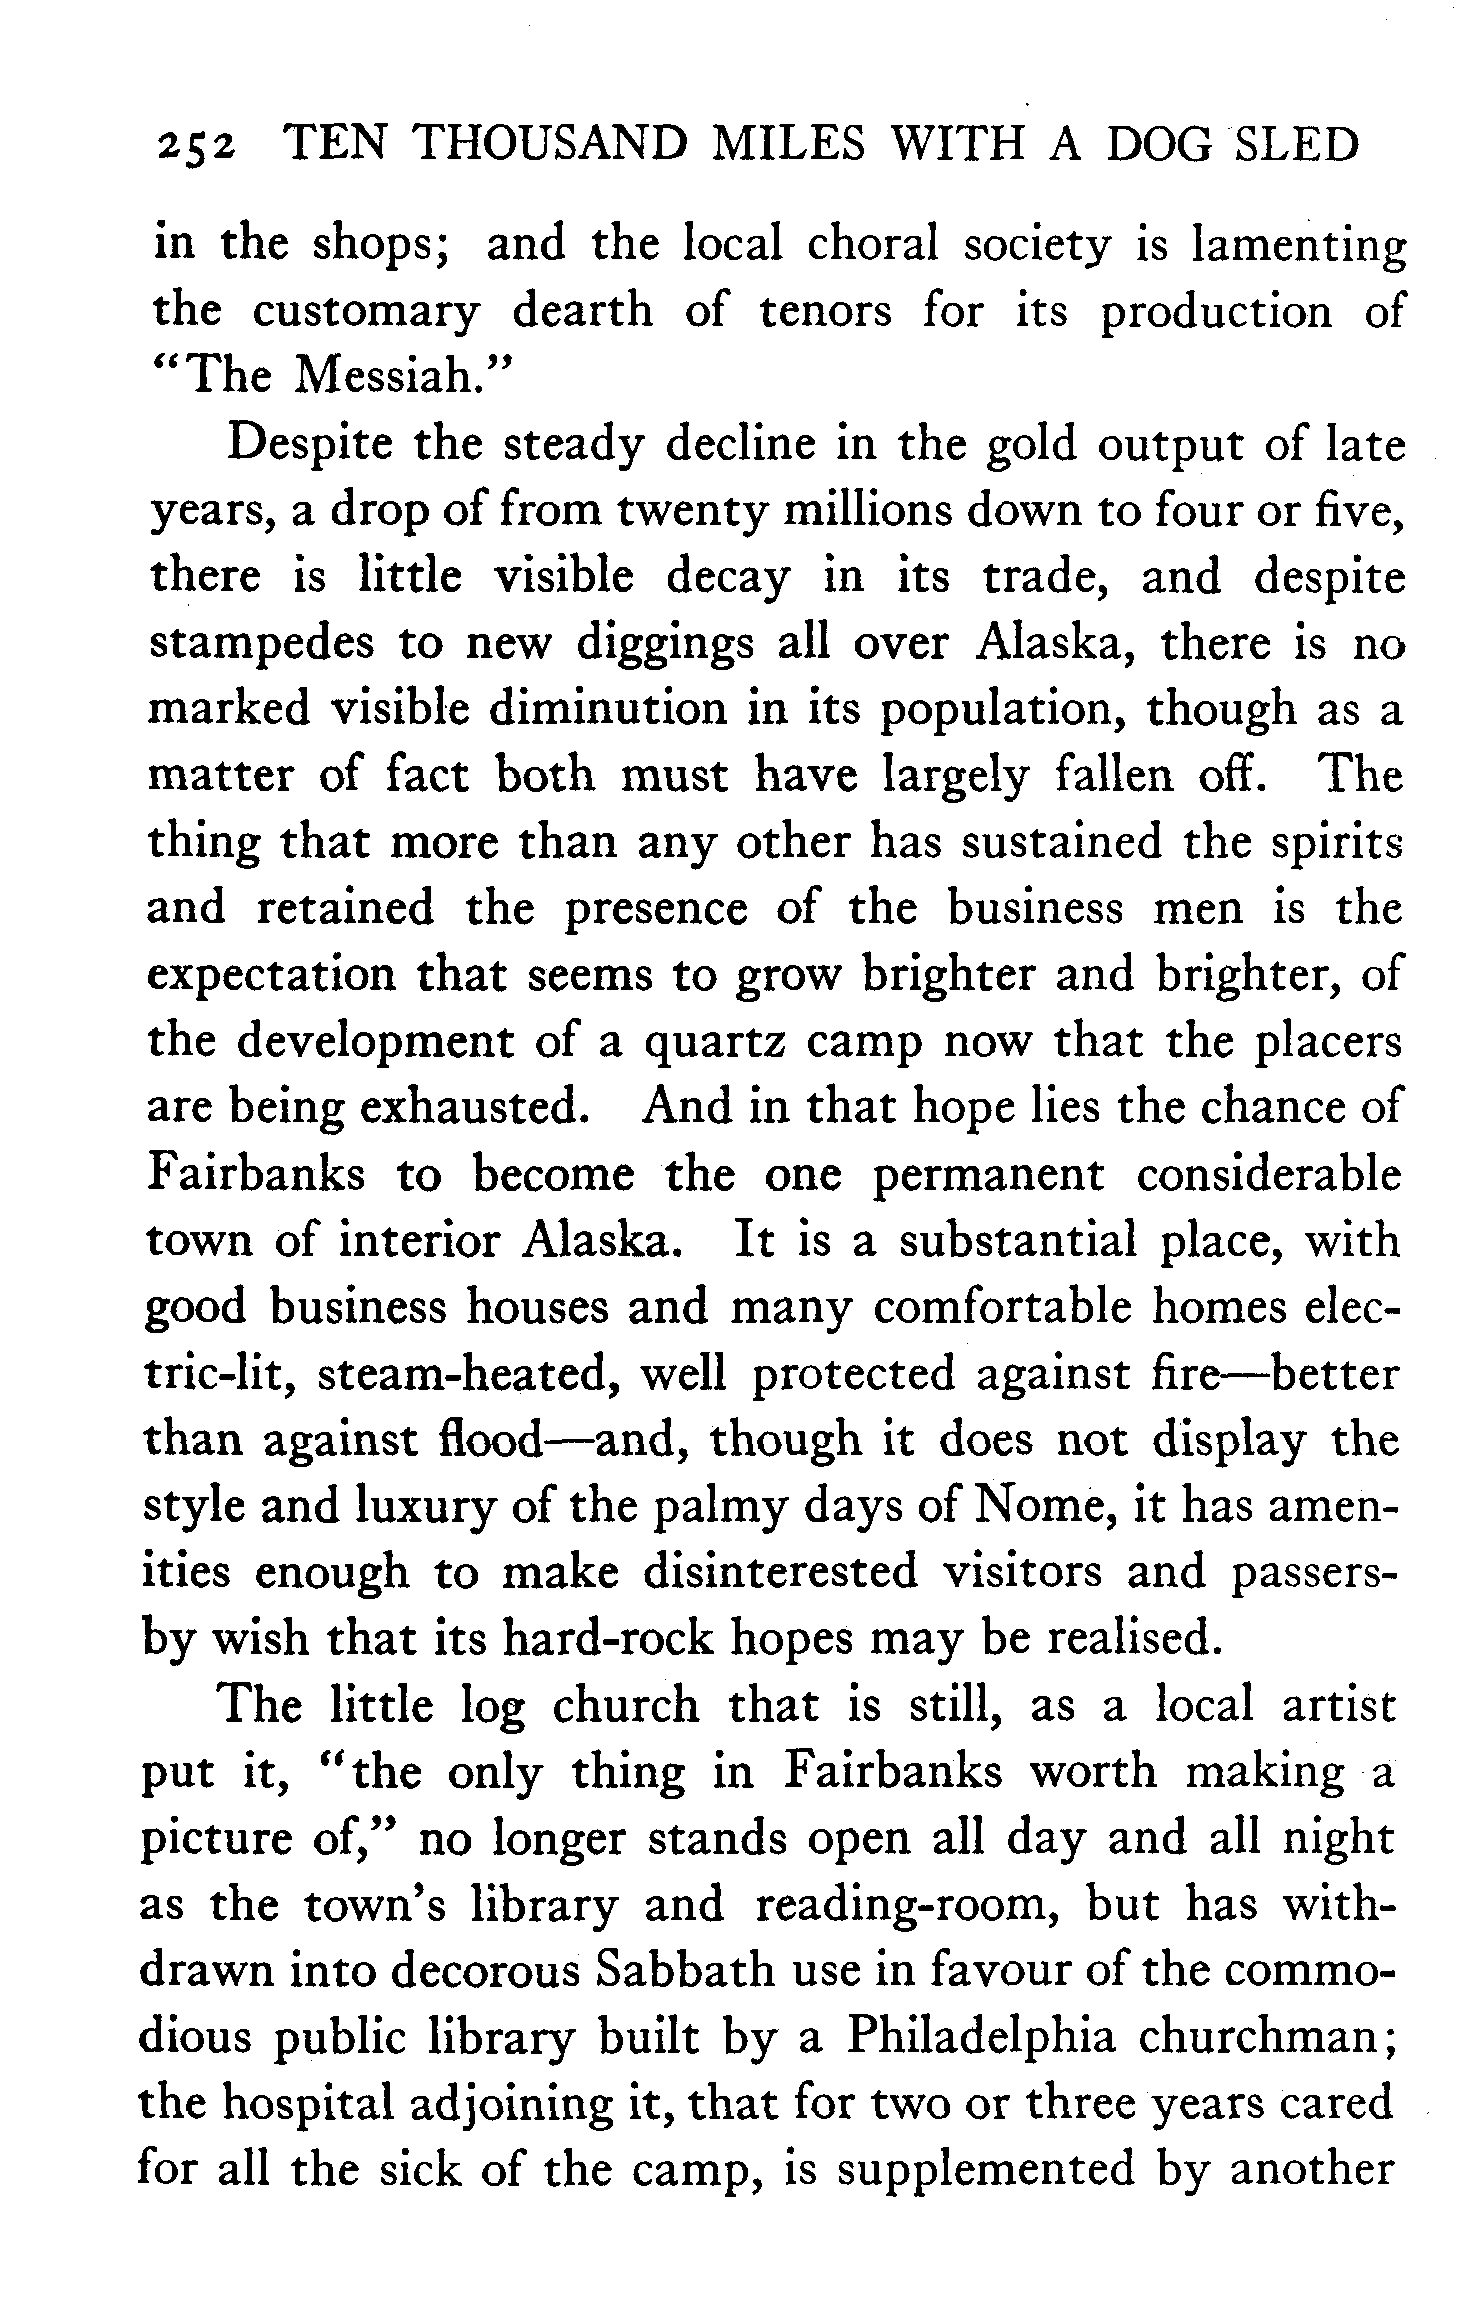 252 TEN THOUSAND MILES WITH A DOG SLED
in the shops; and the local choral society is lamenting
the customary dearth of tenors for its production of
“The Messiah.”
Despite the steady decline in the gold output of late
years, a drop of from twenty millions down to four or five,
there is little visible decay in its trade, and despite
stampedes to new diggings all over Alaska, there is no
marked visible diminution in its population, though as a
matter of fact both must have largely fallen off. The
thing that more than any other has sustained the spirits
and retained the presence of the business men is the
expectation that seems to grow brighter and brighter, of
the development of a quartz camp now that the placers
are being exhausted. And in that hope lies the chance of
Fairbanks to become the one permanent considerable
town of interior Alaska. It is a substantial place, with
good business houses and many comfortable homes elec-
tric-lit, steam-heated, well protected against fire—better
than against flood—and, though it does not display the
style and luxury of the palmy days of Nome, it has amen-
ities enough to make disinterested visitors and passers-
by wish that its hard-rock hopes may be realised.
The little log church that is still, as a local artist
put it, “the only thing in Fairbanks worth making a
picture of,” no longer stands open all day and all night
as the town’s library and reading-room, but has with-
drawn into decorous Sabbath use in favour of the commo-
dious public library built by a Philadelphia churchman;
the hospital adjoining it, that for two or three years cared
for all the sick of the camp, is supplemented by another